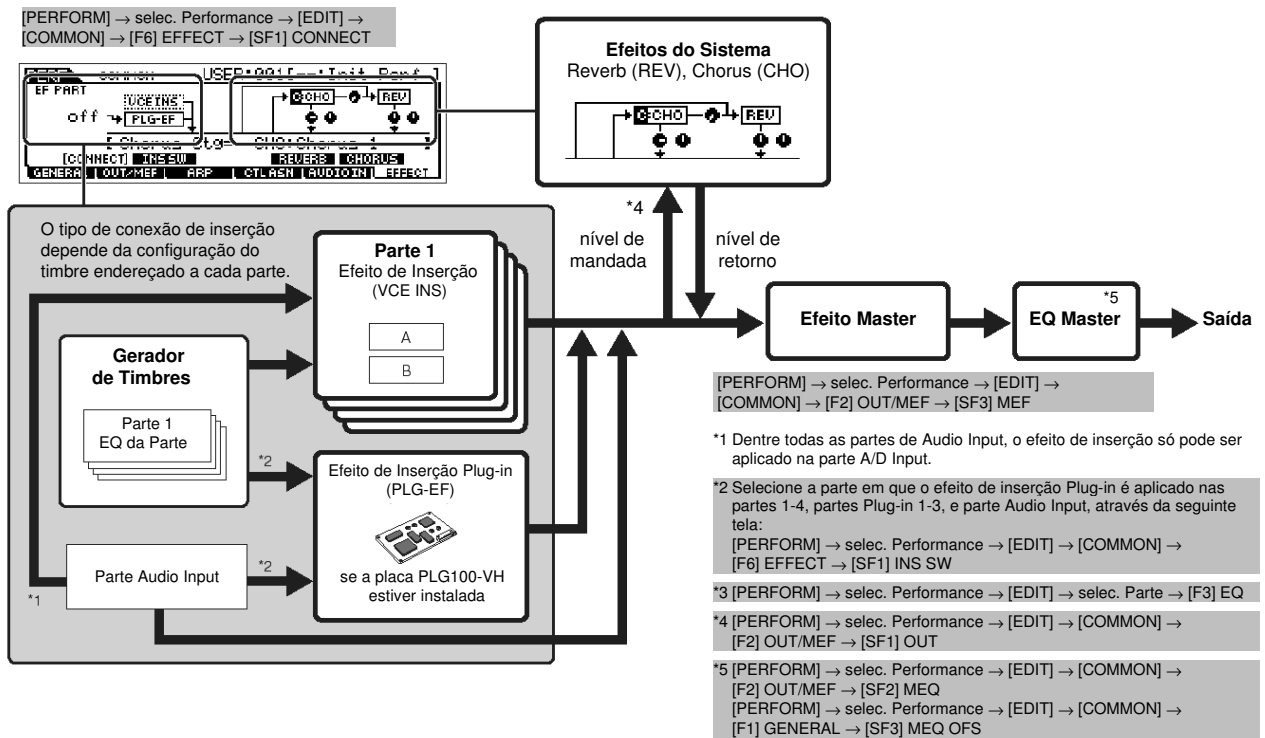 [PERFORM] → selec. Performance → [EDIT] →
[COMMON] → [F6] EFFECT → [SF1] CONNECT
COMMON USER:001[--:Init Perf ]
EF PART
VCEINS
off
PLG-EF
C:CHO
REV
CHO:Chorus 1 ]
[CONNECT] INS SW REVERB CHORUS
GENERAL OUT/MEF ARP CTL ASN AUDIOIN EFFECT
Efeitos do Sistema
Reverb (REV), Chorus (CHO)
C:CHO
REV
*4
nível de
mandada
nível de
retorno
O tipo de conexão de inserção
depende da configuração do
timbre endereçado a cada parte.
Parte 1
Efeito de Inserção
(VCE INS)
A
B
Gerador
de Timbres
Parte 1
EQ da Parte
*2
Efeito de Inserção Plug-in
(PLG-EF)
se a placa PLG100-VH
estiver instalada
Parte Audio Input
*2
*1
Efeito Master
*5
EQ Master
Saída
[PERFORM] → selec. Performance → [EDIT] →
[COMMON] → [F2] OUT/MEF → [SF3] MEF
*1 Dentre todas as partes de Audio Input, o efeito de inserção só pode ser
aplicado na parte A/D Input.
*2 Selecione a parte em que o efeito de inserção Plug-in é aplicado nas
partes 1-4, partes Plug-in 1-3, e parte Audio Input, através da seguinte
tela:
[PERFORM] → selec. Performance → [EDIT] → [COMMON] →
[F6] EFFECT → [SF1] INS SW
*3 [PERFORM] → selec. Performance → [EDIT] → selec. Parte → [F3] EQ
*4 [PERFORM] → selec. Performance → [EDIT] → [COMMON] →
[F2] OUT/MEF → [SF1] OUT
*5 [PERFORM] → selec. Performance → [EDIT] → [COMMON] →
[F2] OUT/MEF → [SF2] MEQ
[PERFORM] → selec. Performance → [EDIT] → [COMMON] →
[F1] GENERAL → [SF3] MEQ OFS